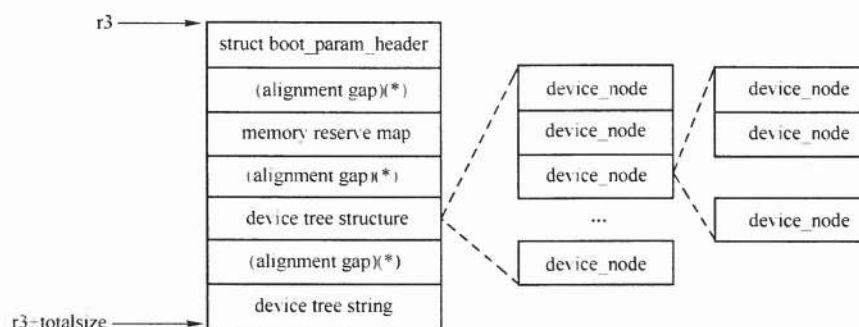 r3
struct boot_param_header
(alignment gap)(*)
memory reserve map
(alignment gap)(*)
device tree structure
(alignment gap)(*)
device tree string
r3+totalsize
device_node
device_node
device_node
...
device_node
device_node
device_node
device_node